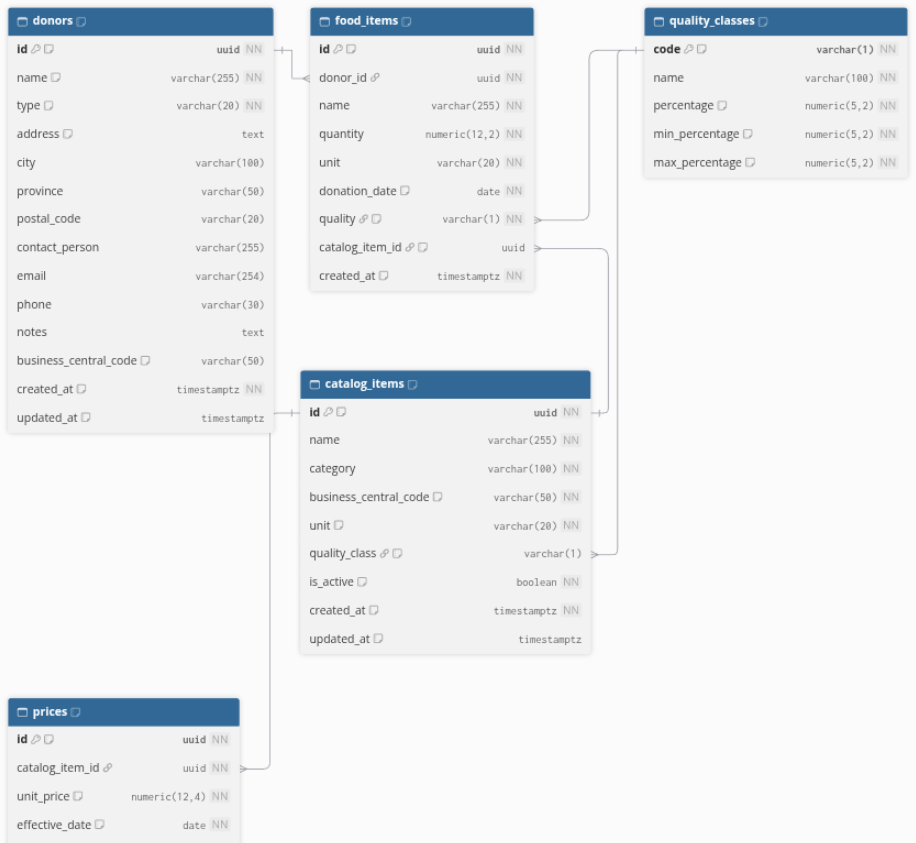 donors
id uuid NN
name varchar(255) NN
type varchar(20) NN
address text
city varchar(100)
province varchar(50)
postal_code varchar(20)
contact_person varchar(255)
email varchar(254)
phone varchar(30)
notes text
business_central_code varchar(50)
created_at timestamptz NN
updated_at timestamptz
food_items
id uuid NN
donor_id uuid NN
name varchar(255) NN
quantity numeric(12,2) NN
unit varchar(20) NN
donation_date date NN
quality varchar(1) NN
catalog_item_id uuid
created_at timestamptz NN
quality_classes
code varchar(1) NN
name varchar(100) NN
percentage numeric(5,2) NN
min_percentage numeric(5,2) NN
max_percentage numeric(5,2) NN
catalog_items
id uuid NN
name varchar(255) NN
category varchar(100) NN
business_central_code varchar(50) NN
unit varchar(20) NN
quality_class varchar(1)
is_active boolean NN
created_at timestamptz NN
updated_at timestamptz
prices
id uuid NN
catalog_item_id uuid NN
unit_price numeric(12,4) NN
effective_date date NN